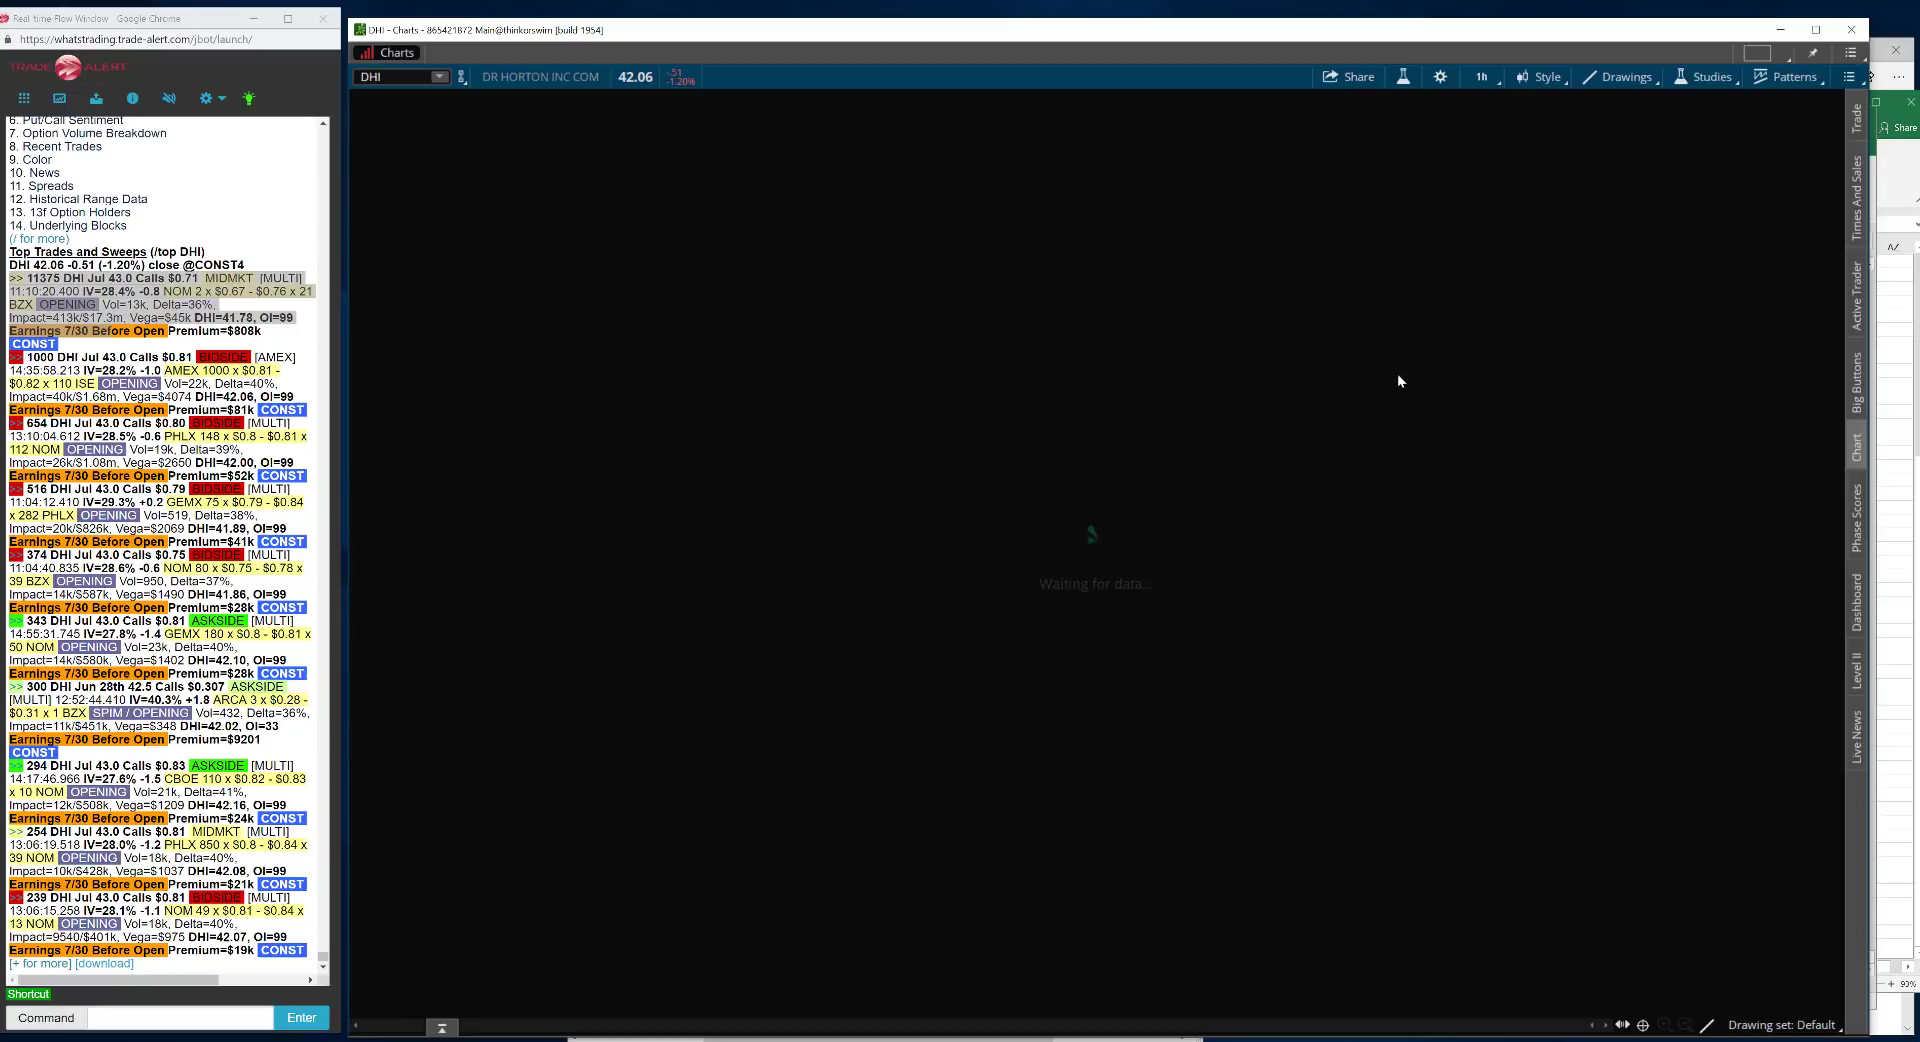 Real-time Flow Window - Google Chrome
https://whatstrading.trade-alert.com/jbot/launch/
TRADE ALERT
6. Put/Call Sentiment
7. Option Volume Breakdown
8. Recent Trades
9. Color
10. News
11. Spreads
12. Historical Range Data
13. 13f Option Holders
14. Underlying Blocks
(/ for more)
Top Trades and Sweeps (/top DHI)
DHI 42.06 -0.51 (-1.20%) close @CONST4
>> 11375 DHI Jul 43.0 Calls $0.71 MIDMKT [MULTI]
11:10:20.400 IV=28.4% -0.8 NOM 2 x $0.67 - $0.76 x 21
BZX OPENING Vol=13k, Delta=36%,
Impact=413k/$17.3m, Vega=$45k DHI=41.78, OI=99
Earnings 7/30 Before Open Premium=$808k
CONST
>> 1000 DHI Jul 43.0 Calls $0.81 BIDSIDE [AMEX]
14:35:58.213 IV=28.2% -1.0 AMEX 1000 x $0.81 -
$0.82 x 110 ISE OPENING Vol=22k, Delta=40%,
Impact=40k/$1.68m, Vega=$4074 DHI=42.06, OI=99
Earnings 7/30 Before Open Premium=$81k CONST
>> 654 DHI Jul 43.0 Calls $0.80 BIDSIDE [MULTI]
13:10:04.612 IV=28.5% -0.6 PHLX 148 x $0.8 - $0.81 x
112 NOM OPENING Vol=19k, Delta=39%,
Impact=26k/$1.08m, Vega=$2650 DHI=42.00, OI=99
Earnings 7/30 Before Open Premium=$52k CONST
>> 516 DHI Jul 43.0 Calls $0.79 BIDSIDE [MULTI]
11:04:12.410 IV=29.3% +0.2 GEMX 75 x $0.79 - $0.84
x 282 PHLX OPENING Vol=519, Delta=38%,
Impact=20k/$826k, Vega=$2069 DHI=41.89, OI=99
Earnings 7/30 Before Open Premium=$41k CONST
>> 374 DHI Jul 43.0 Calls $0.75 BIDSIDE [MULTI]
11:04:40.835 IV=28.6% -0.6 NOM 80 x $0.75 - $0.78 x
39 BZX OPENING Vol=950, Delta=37%,
Impact=14k/$587k, Vega=$1490 DHI=41.86, OI=99
Earnings 7/30 Before Open Premium=$28k CONST
>> 343 DHI Jul 43.0 Calls $0.81 ASKSIDE [MULTI]
14:55:31.745 IV=27.8% -1.4 GEMX 180 x $0.8 - $0.81 x
50 NOM OPENING Vol=23k, Delta=40%,
Impact=14k/$580k, Vega=$1402 DHI=42.10, OI=99
Earnings 7/30 Before Open Premium=$28k CONST
>> 300 DHI Jun 28th 42.5 Calls $0.307 ASKSIDE
[MULTI] 12:52:44.410 IV=40.3% +1.8 ARCA 3 x $0.28 -
$0.31 x 1 BZX SPIM / OPENING Vol=432, Delta=36%,
Impact=11k/$451k, Vega=$348 DHI=42.02, OI=33
Earnings 7/30 Before Open Premium=$9201
CONST
>> 294 DHI Jul 43.0 Calls $0.83 ASKSIDE [MULTI]
14:17:46.966 IV=27.6% -1.5 CBOE 110 x $0.82 - $0.83
x 10 NOM OPENING Vol=21k, Delta=41%,
Impact=12k/$508k, Vega=$1209 DHI=42.16, OI=99
Earnings 7/30 Before Open Premium=$24k CONST
>> 254 DHI Jul 43.0 Calls $0.81 MIDMKT [MULTI]
13:06:19.518 IV=28.0% -1.2 PHLX 850 x $0.8 - $0.84 x
39 NOM OPENING Vol=18k, Delta=40%,
Impact=10k/$428k, Vega=$1037 DHI=42.08, OI=99
Earnings 7/30 Before Open Premium=$21k CONST
>> 239 DHI Jul 43.0 Calls $0.81 BIDSIDE [MULTI]
13:06:15.258 IV=28.1% -1.1 NOM 49 x $0.81 - $0.84 x
13 NOM OPENING Vol=18k, Delta=40%,
Impact=9540/$401k, Vega=$975 DHI=42.07, OI=99
Earnings 7/30 Before Open Premium=$19k CONST
[+ for more] [download]
Shortcut
Command
Enter
DHI - Charts - 865421872 Main@thinkorswim [build 1954]
Charts
DHI DR HORTON INC COM 42.06 -.51
-1.20%
Share 1h Style Drawings Studies Patterns
Waiting for data...
Trade
Times And Sales
Active Trader
Big Buttons
Chart
Phase Scores
Dashboard
Level II
Live News
Drawing set: Default
Share
AZ
90%